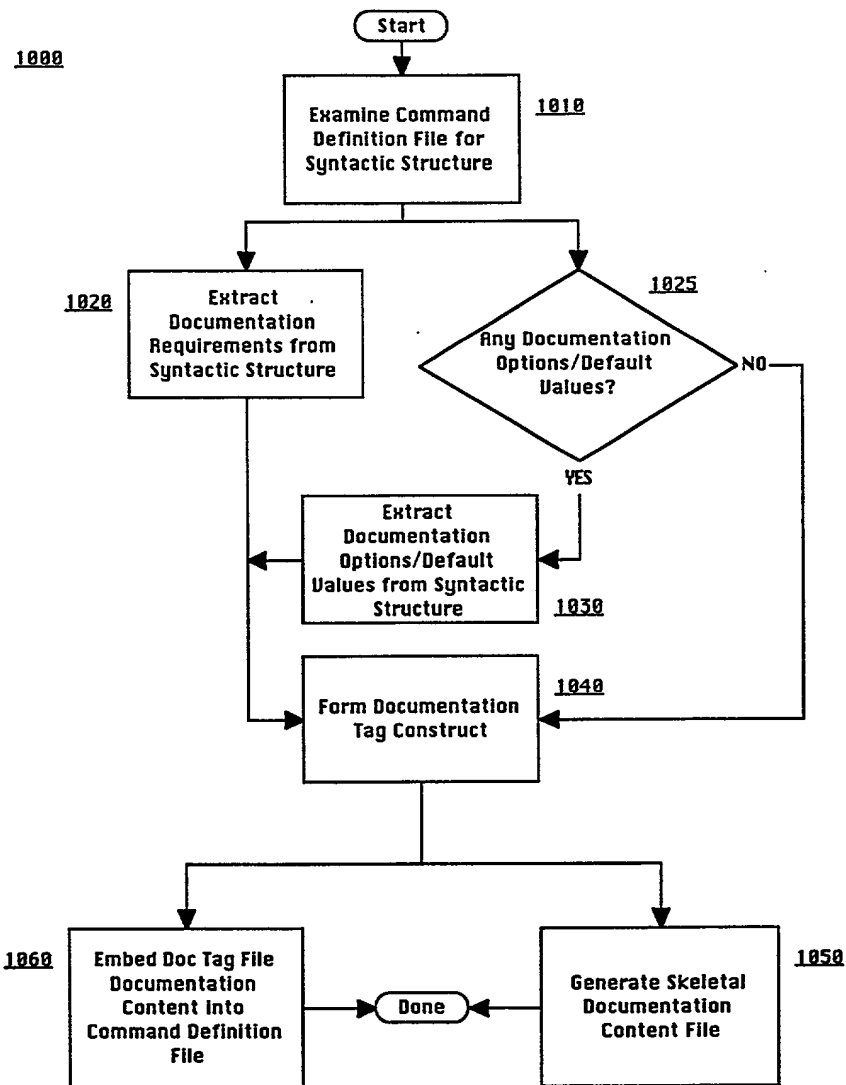 Start
1000
Examine Command
Definition File for
Syntactic Structure
1010
1020
Extract
Documentation
Requirements from
Syntactic Structure
1025
Any Documentation
Options/Default
Values?
NO
YES
Extract
Documentation
Options/Default
Values from Syntactic
Structure
1030
1040
Form Documentation
Tag Construct
1060
Embed Doc Tag File
Documentation
Content into
Command Definition
File
Done
Generate Skeletal
Documentation
Content File
1050